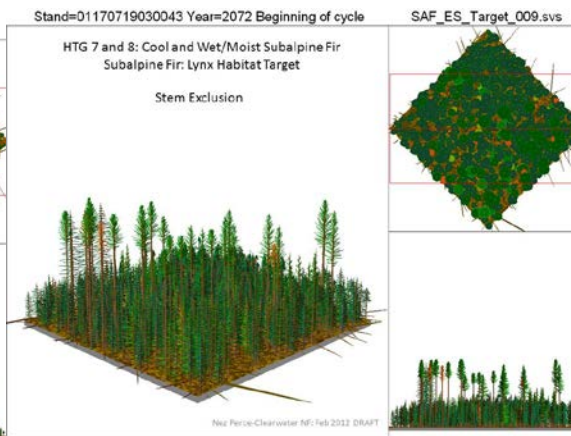 Stand=01170719030043 Year=2072 Beginning of cycle
SAF_ES_Target_009.svs
HTG 7 and 8: Cool and Wet/Moist Subalpine Fir
Subalpine Fir: Lynx Habitat Target
Stem Exclusion
Nez Perce-Clearwater NF: Feb 2012 DRAFT